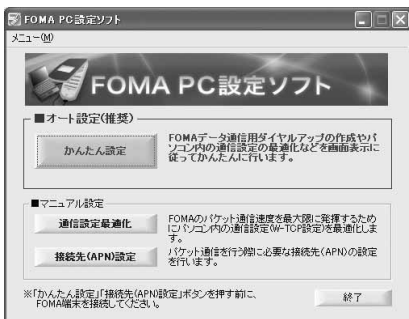 FOMA PC設定ソフト
メニュー(M)
FOMA PC設定ソフト
■オート設定(推奨)
かんたん設定
FOMAデータ通信用ダイヤルアップの作成やパ
ソコン内の通信設定の最適化などを画面表示に
従ってかんたんに行います。
■マニュアル設定
通信設定最適化
FOMAのパケット通信速度を最大限に発揮するため
にパソコン内の通信設定(W-TCP設定)を最適化しま
す。
接続先(APN)設定
パケット通信を行う際に必要な接続先(APN)の設定
を行います。
※「かんたん設定」「接続先(APN)設定」ボタンを押す前に、
FOMA端末を接続してください。
終了